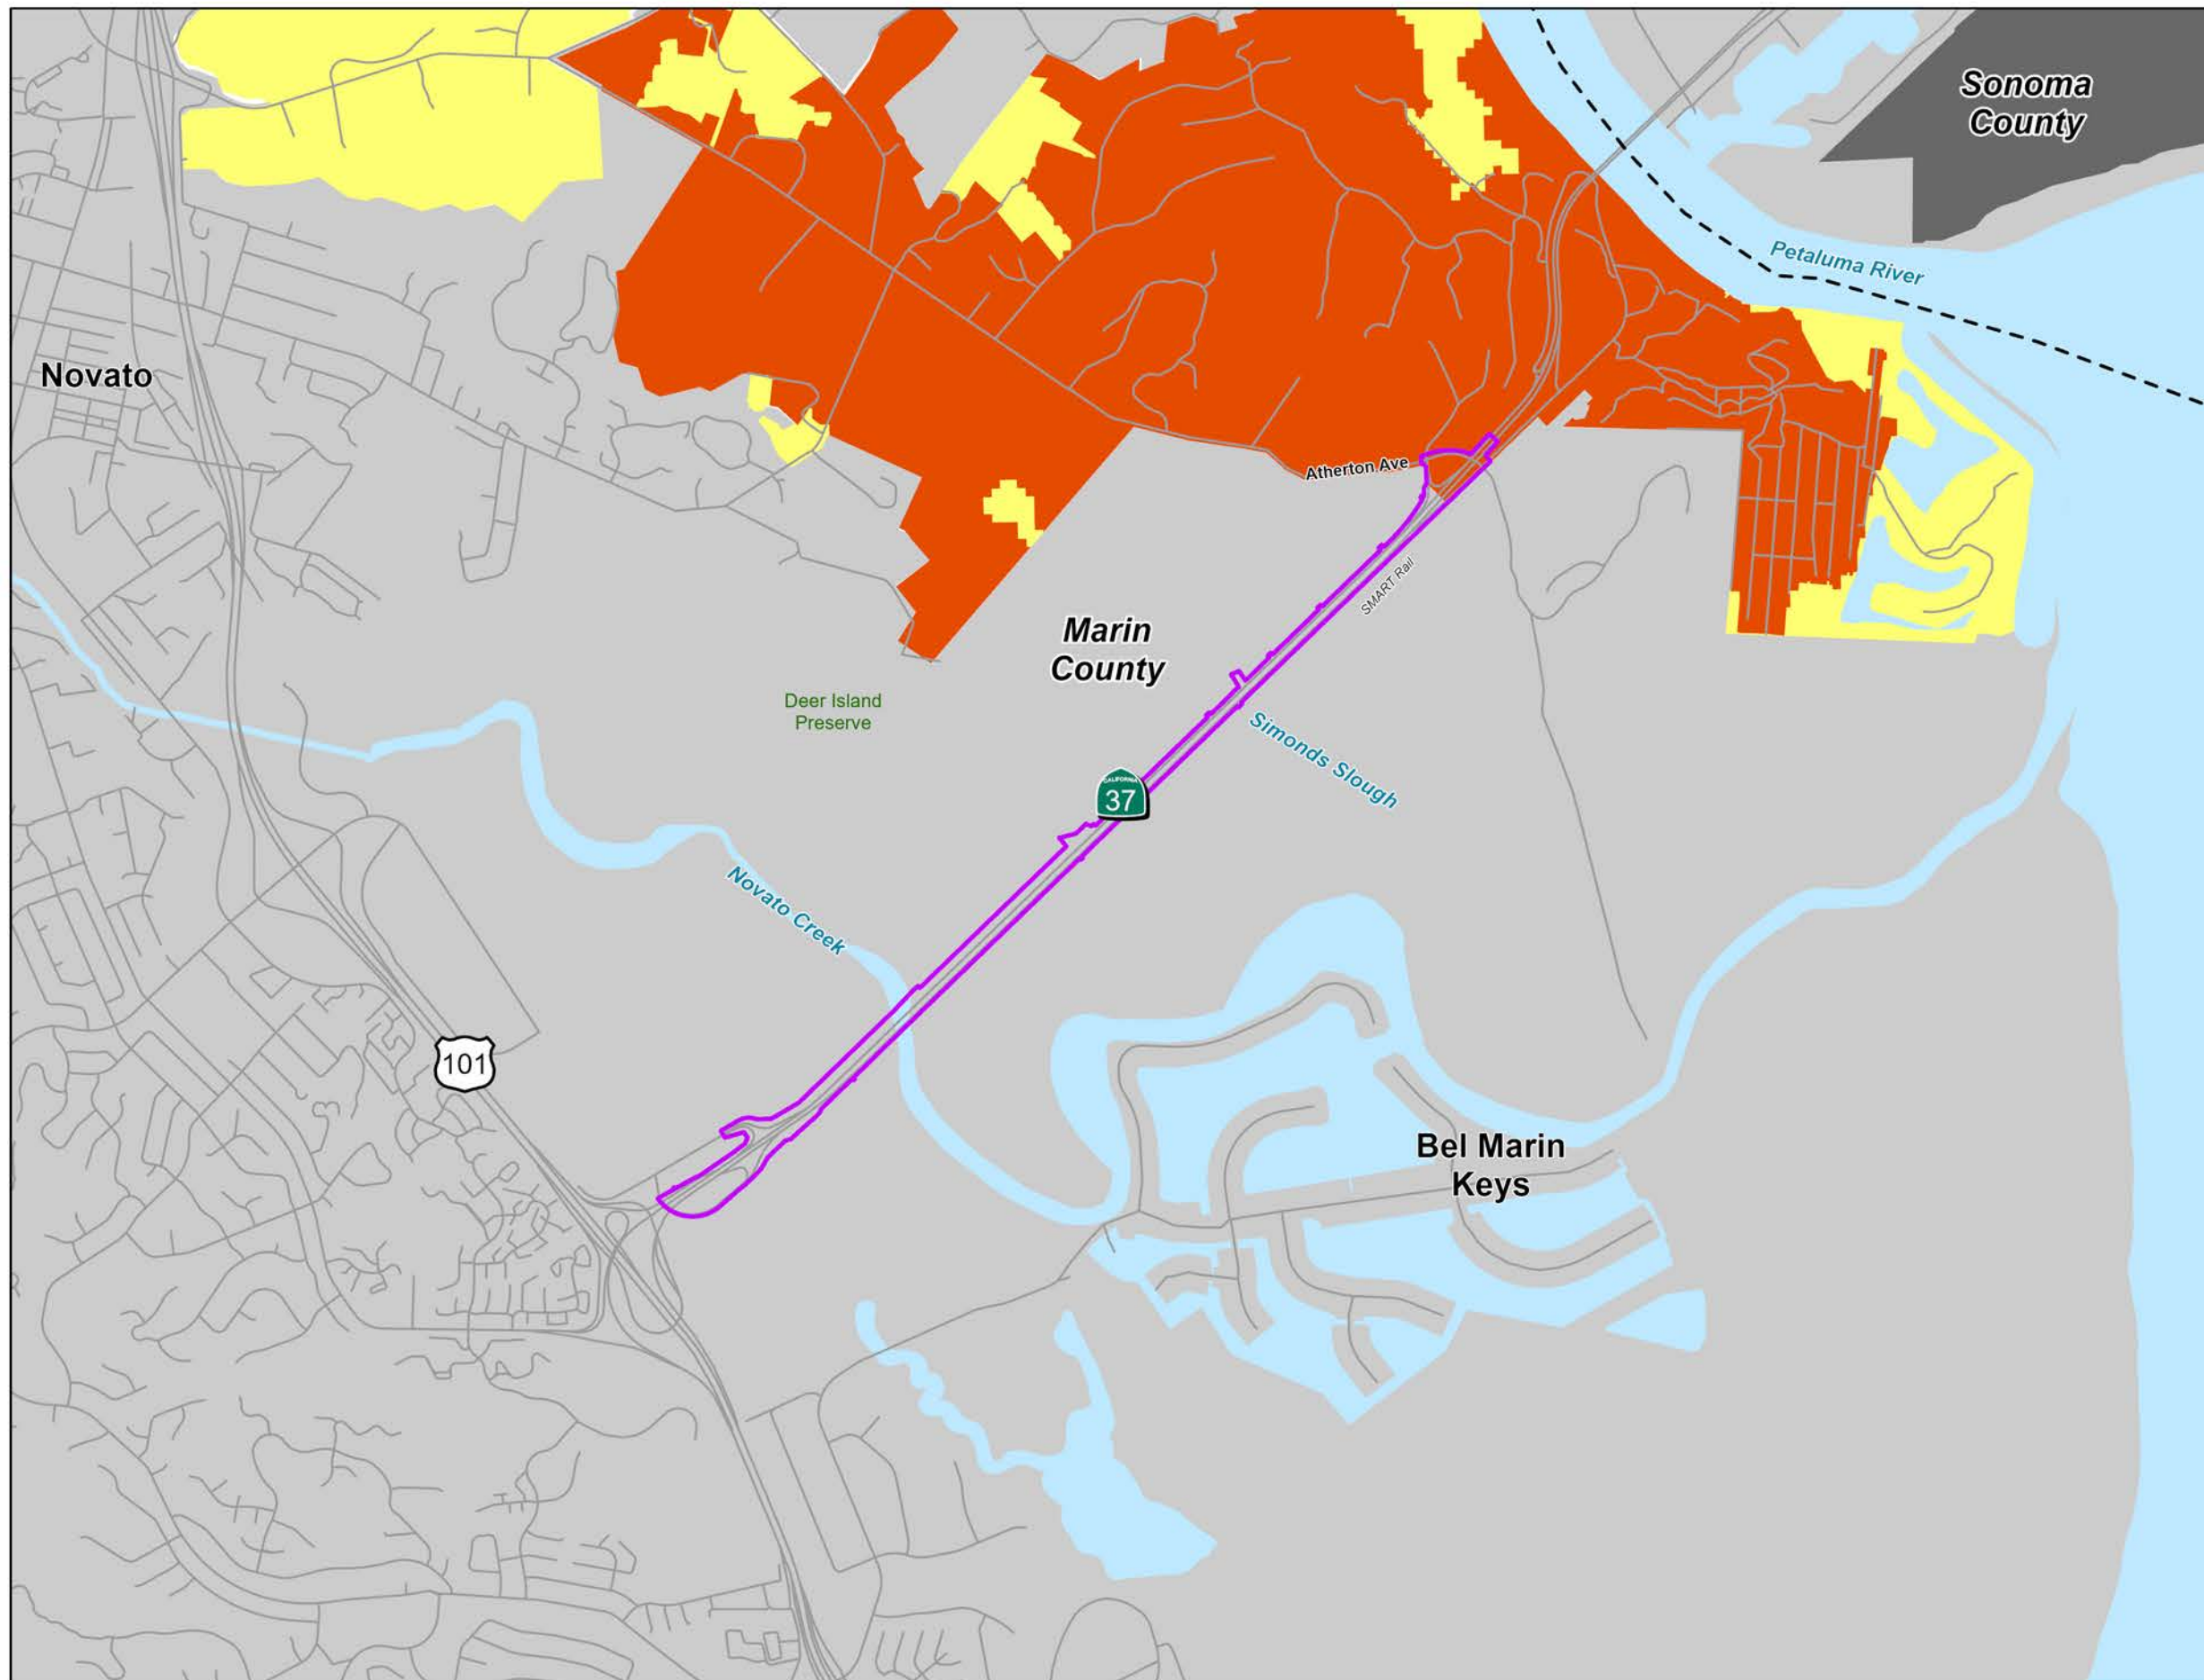 Sonoma
County
Petaluma River
Novato
Atherton Ave
SMART Rail
Marin
County
Deer Island
Preserve
Simonds Slough
CALIFORNIA
37
Novato Creek
101
Bel Marin
Keys